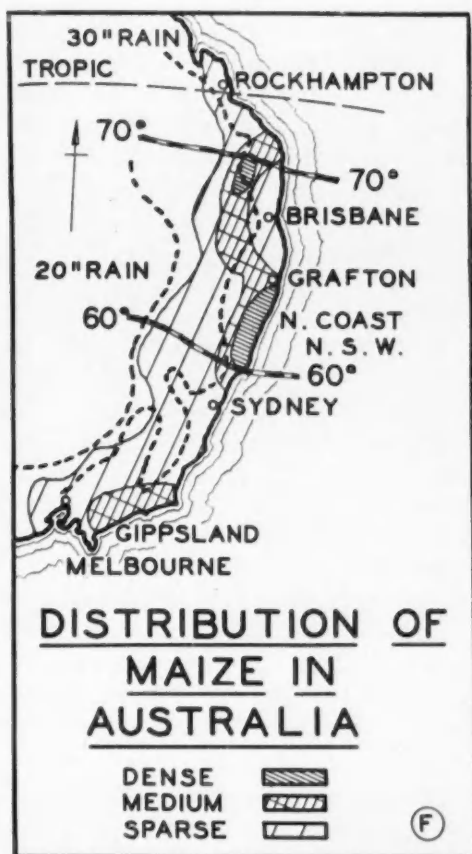 30" RAIN
TROPIC
ROCKHAMPTON
70°
70°
BRISBANE
20" RAIN
GRAFTON
60°
N. COAST
N. S. W.
60°
SYDNEY
GIPPSLAND
MELBOURNE
DISTRIBUTION OF
MAIZE IN
AUSTRALIA
DENSE
MEDIUM
SPARSE
F